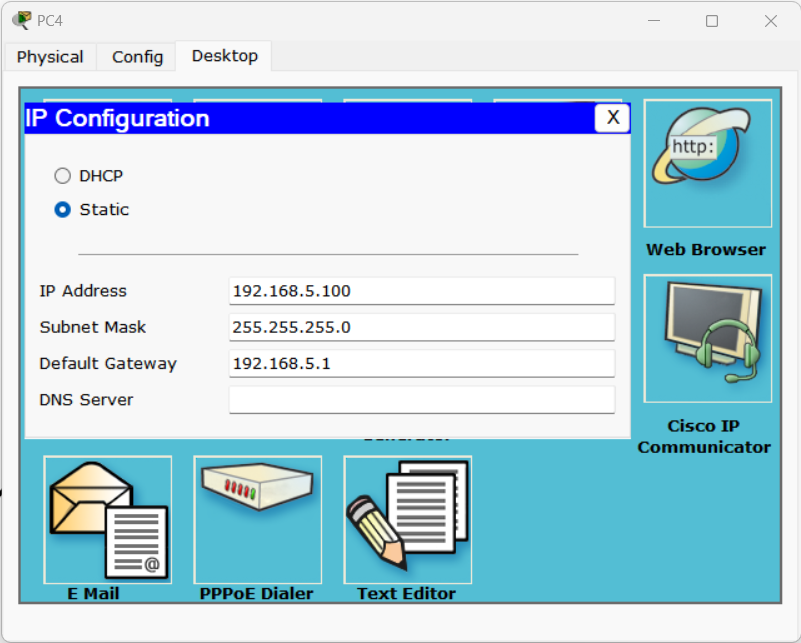 PC4
Physical
Config
Desktop
IP Configuration
X
DHCP
Static
IP Address
192.168.5.100
Subnet Mask
255.255.255.0
Default Gateway
192.168.5.1
DNS Server
http:
Web Browser
Cisco IP
Communicator
@
E Mail
PPPoE Dialer
Text Editor